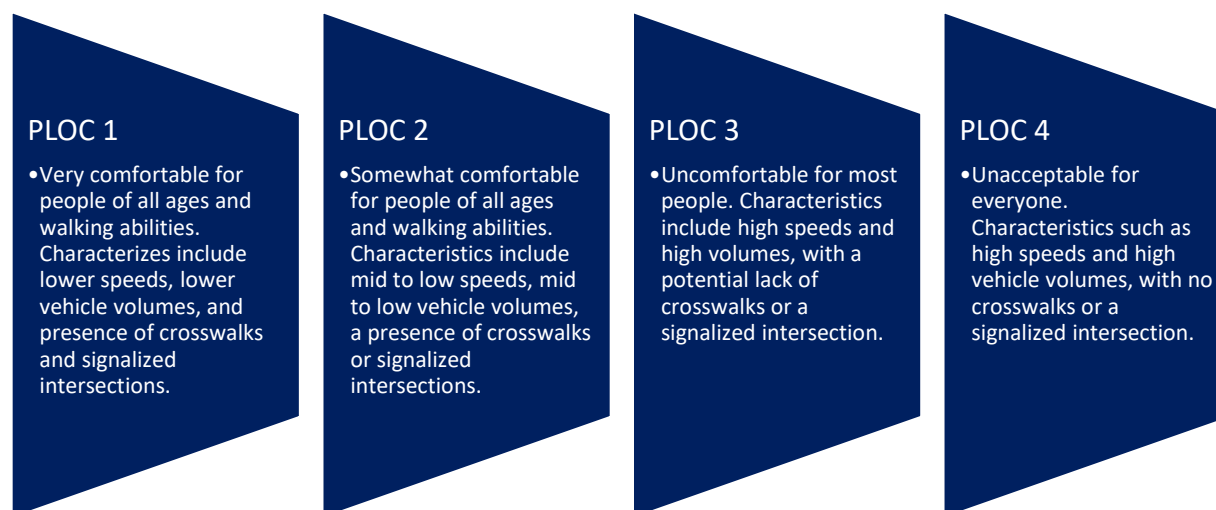 PLOC 1
•Very comfortable for
people of all ages and
walking abilities.
Characterizes include
lower speeds, lower
vehicle volumes, and
presence of crosswalks
and signalized
intersections.
PLOC 2
•Somewhat comfortable
for people of all ages
and walking abilities.
Characteristics include
mid to low speeds, mid
to low vehicle volumes,
a presence of crosswalks
or signalized
intersections.
PLOC 3
•Uncomfortable for most
people. Characteristics
include high speeds and
high volumes, with a
potential lack of
crosswalks or a
signalized intersection.
PLOC 4
•Unacceptable for
everyone.
Characteristics such as
high speeds and high
vehicle volumes, with no
crosswalks or a
signalized intersection.